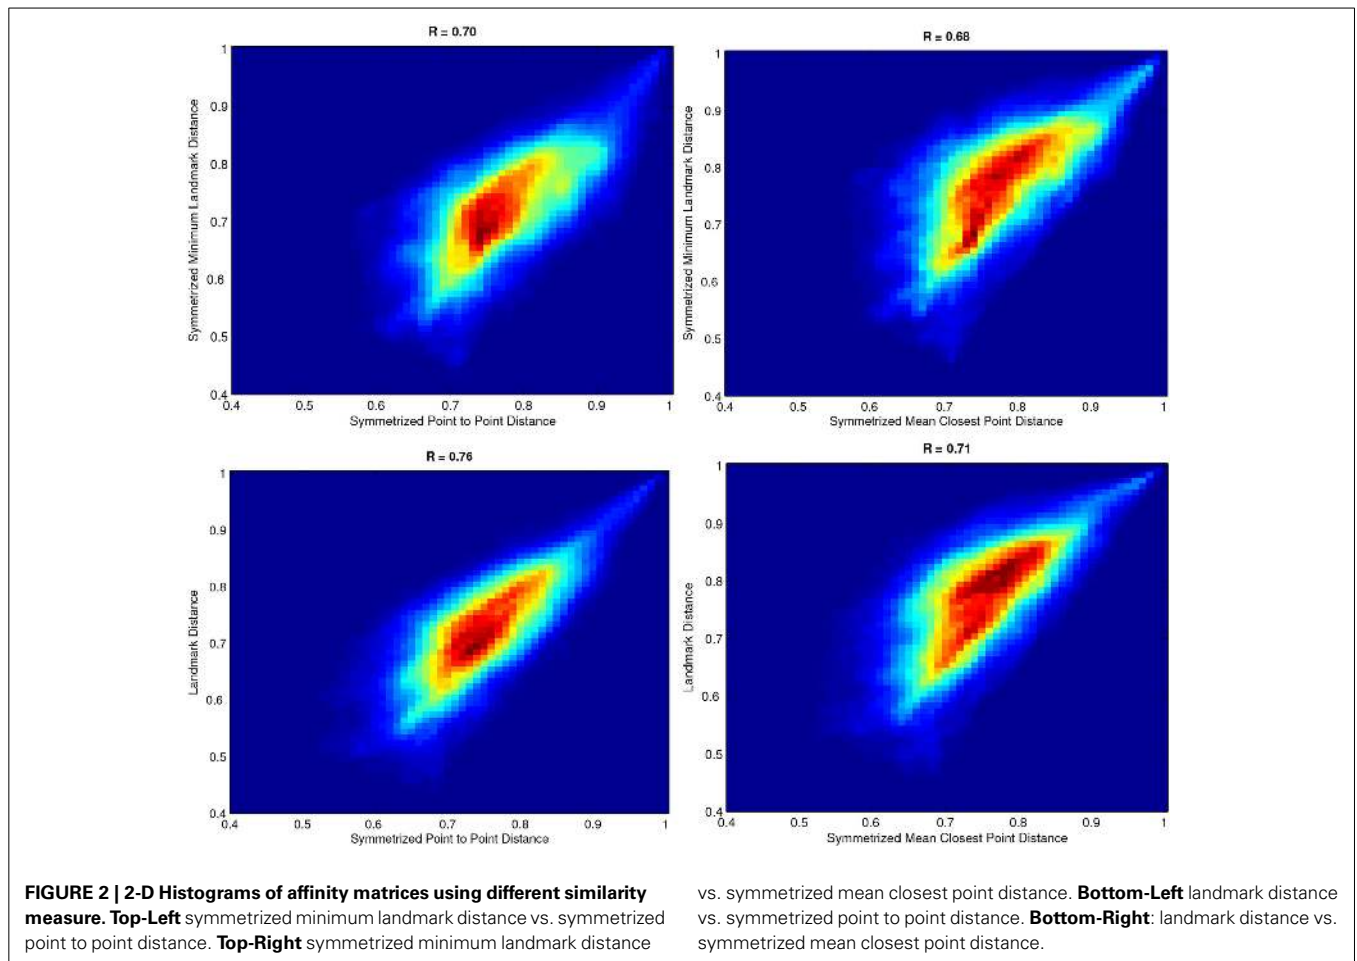 R = 0.70
1
0.9
0.8
0.7
0.6
0.5
0.4
Symmetrized Minimum Landmark Distance
0.4 0.5 0.6 0.7 0.8 0.9 1
Symmetrized Point to Point Distance
R = 0.68
1
0.9
0.8
0.7
0.6
0.5
0.4
Symmetrized Minimum Landmark Distance
0.4 0.5 0.6 0.7 0.8 0.9 1
Symmetrized Mean Closest Point Distance
R = 0.76
1
0.9
0.8
0.7
0.6
0.5
0.4
Landmark Distance
0.4 0.5 0.6 0.7 0.8 0.9 1
Symmetrized Point to Point Distance
R = 0.71
1
0.9
0.8
0.7
0.6
0.5
0.4
Landmark Distance
0.4 0.5 0.6 0.7 0.8 0.9 1
Symmetrized Mean Closest Point Distance
FIGURE 2 | 2-D Histograms of affinity matrices using different similarity
measure. Top-Left symmetrized minimum landmark distance vs. symmetrized
point to point distance. Top-Right symmetrized minimum landmark distance
vs. symmetrized mean closest point distance. Bottom-Left landmark distance
vs. symmetrized point to point distance. Bottom-Right: landmark distance vs.
symmetrized mean closest point distance.